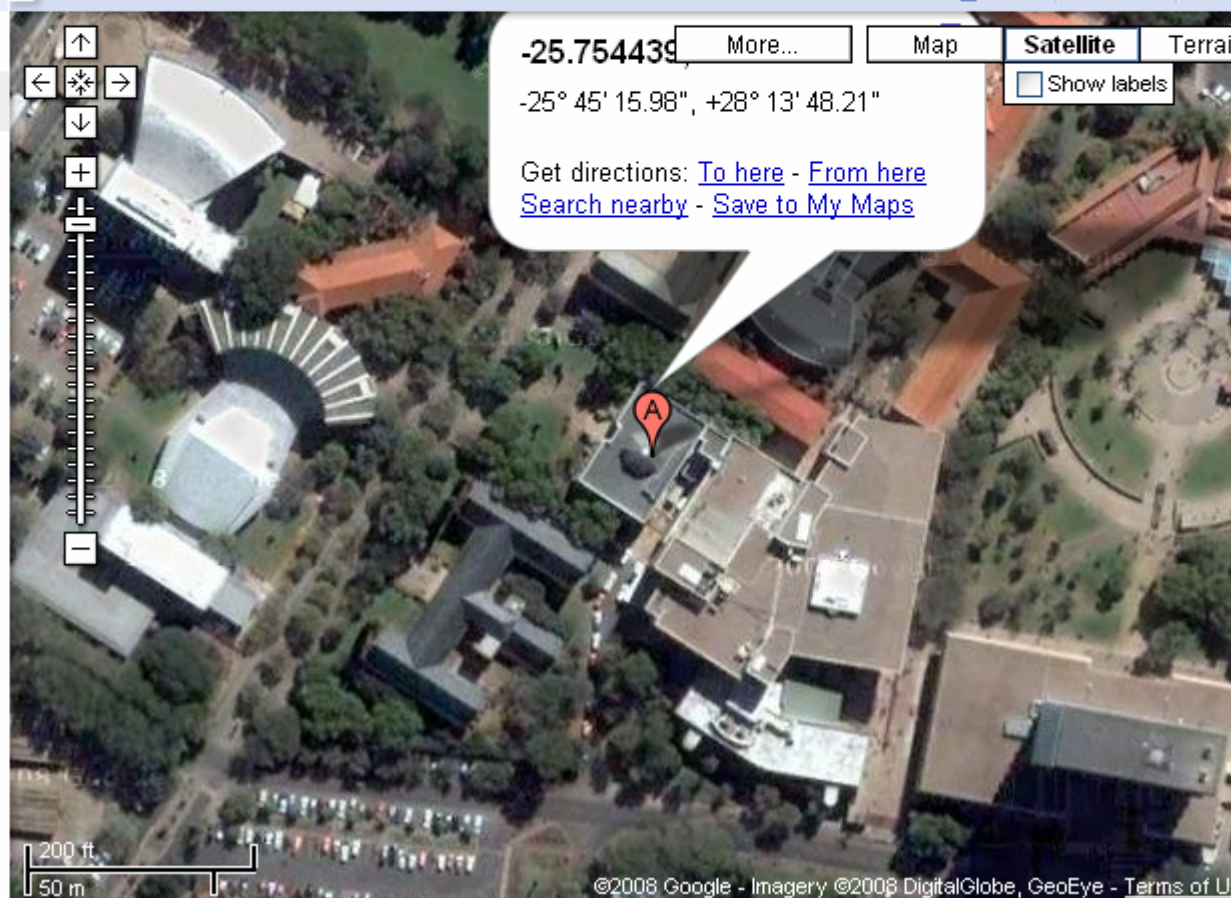 -25.754439,
More...
Map
Satellite
Terrai
Show labels
-25° 45' 15.98", +28° 13' 48.21"
Get directions: To here - From here
Search nearby - Save to My Maps
A
200 ft
50 m
©2008 Google - Imagery ©2008 DigitalGlobe, GeoEye - Terms of U